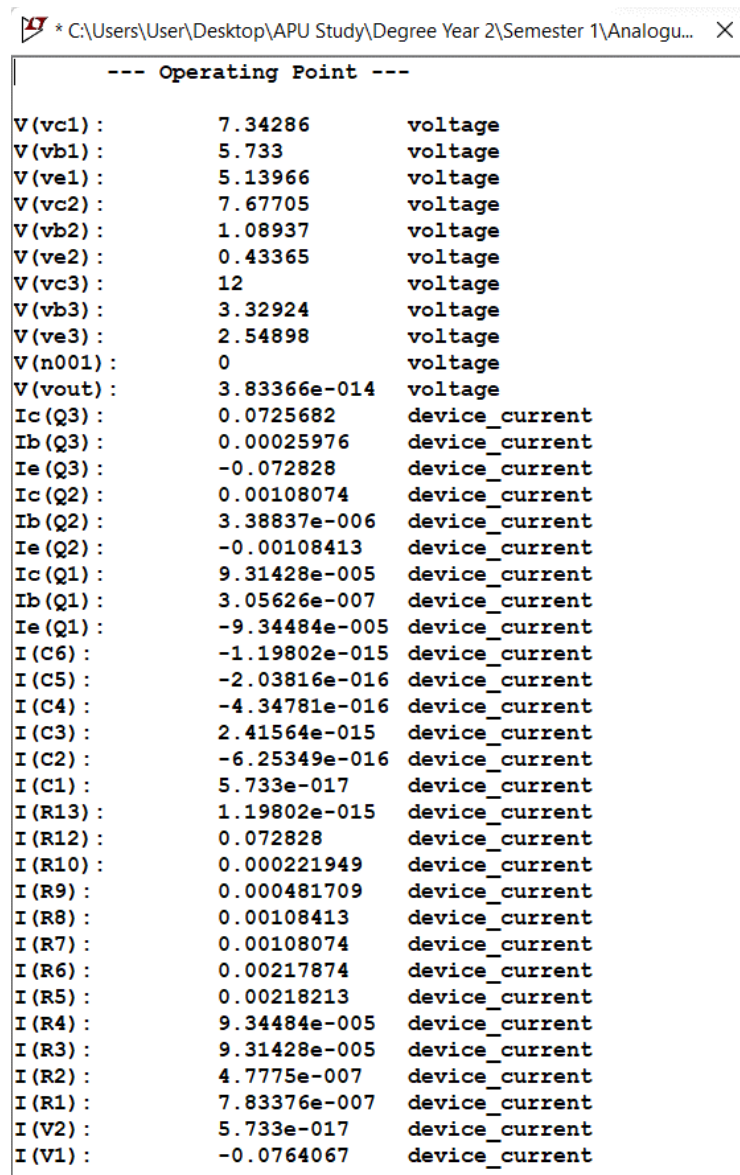 * C:\Users\User\Desktop\APU Study\Degree Year 2\Semester 1\Analogu...
--- Operating Point ---
V(vc1): 7.34286 voltage
V(vb1): 5.733 voltage
V(ve1): 5.13966 voltage
V(vc2): 7.67705 voltage
V(vb2): 1.08937 voltage
V(ve2): 0.43365 voltage
V(vc3): 12 voltage
V(vb3): 3.32924 voltage
V(ve3): 2.54898 voltage
V(n001): 0 voltage
V(vout): 3.83366e-014 voltage
Ic(Q3): 0.0725682 device_current
Ib(Q3): 0.00025976 device_current
Ie(Q3): -0.072828 device_current
Ic(Q2): 0.00108074 device_current
Ib(Q2): 3.38837e-006 device_current
Ie(Q2): -0.00108413 device_current
Ic(Q1): 9.31428e-005 device_current
Ib(Q1): 3.05626e-007 device_current
Ie(Q1): -9.34484e-005 device_current
I(C6): -1.19802e-015 device_current
I(C5): -2.03816e-016 device_current
I(C4): -4.34781e-016 device_current
I(C3): 2.41564e-015 device_current
I(C2): -6.25349e-016 device_current
I(C1): 5.733e-017 device_current
I(R13): 1.19802e-015 device_current
I(R12): 0.072828 device_current
I(R10): 0.000221949 device_current
I(R9): 0.000481709 device_current
I(R8): 0.00108413 device_current
I(R7): 0.00108074 device_current
I(R6): 0.00217874 device_current
I(R5): 0.00218213 device_current
I(R4): 9.34484e-005 device_current
I(R3): 9.31428e-005 device_current
I(R2): 4.7775e-007 device_current
I(R1): 7.83376e-007 device_current
I(V2): 5.733e-017 device_current
I(V1): -0.0764067 device_current